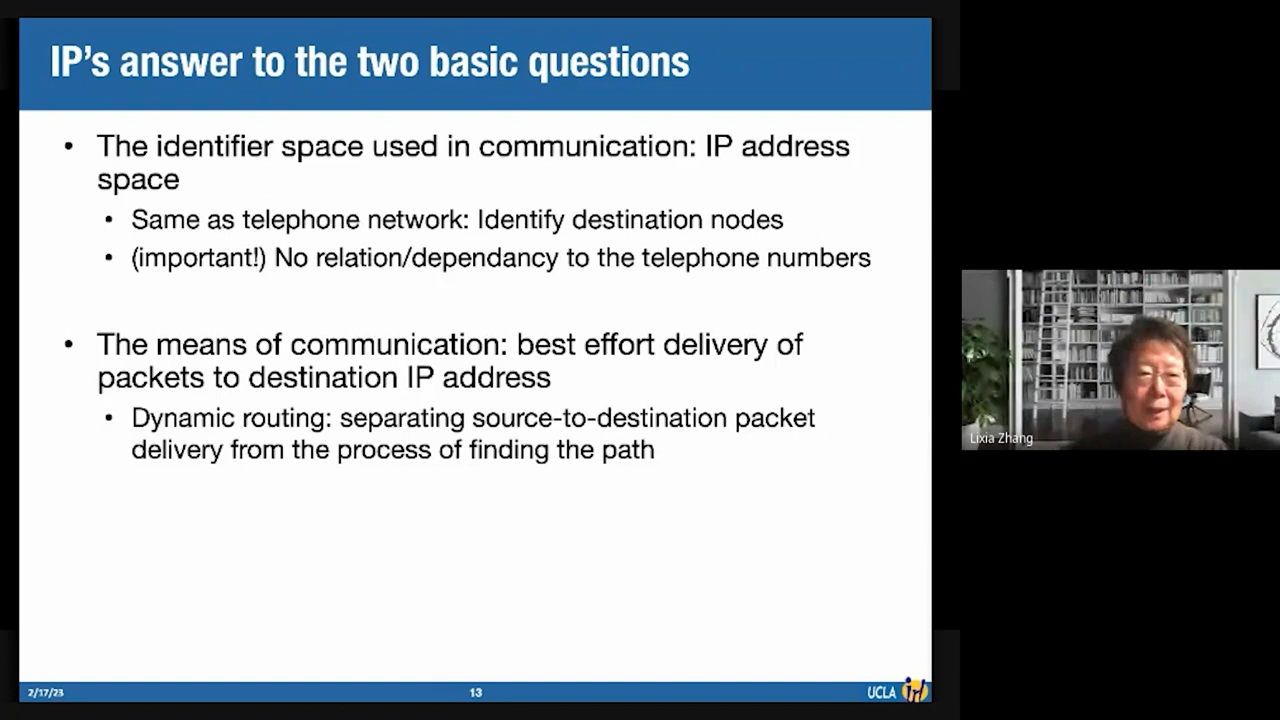 IP's answer to the two basic questions
• The identifier space used in communication: IP address
space
• Same as telephone network: Identify destination nodes
• (important!) No relation/dependancy to the telephone numbers
• The means of communication: best effort delivery of
packets to destination IP address
• Dynamic routing: separating source-to-destination packet
delivery from the process of finding the path
Lixia Zhang
2/17/23
13
UCLA irl